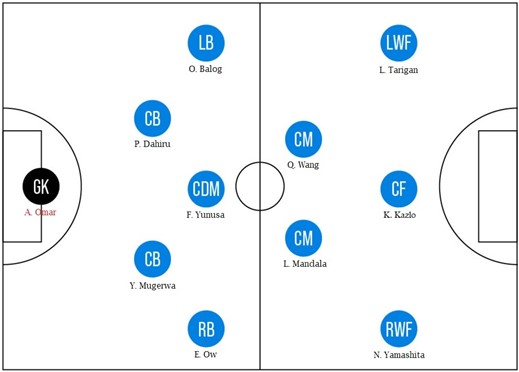 LB
O. Balog
LWF
L. Tarigan
CB
P. Dahiru
CM
Q. Wang
GK
A. Omar
CDM
F. Yunusa
CF
K. Kazlo
CM
L. Mandala
CB
Y. Mugerwa
RB
E. Ow
RWF
N. Yamashita